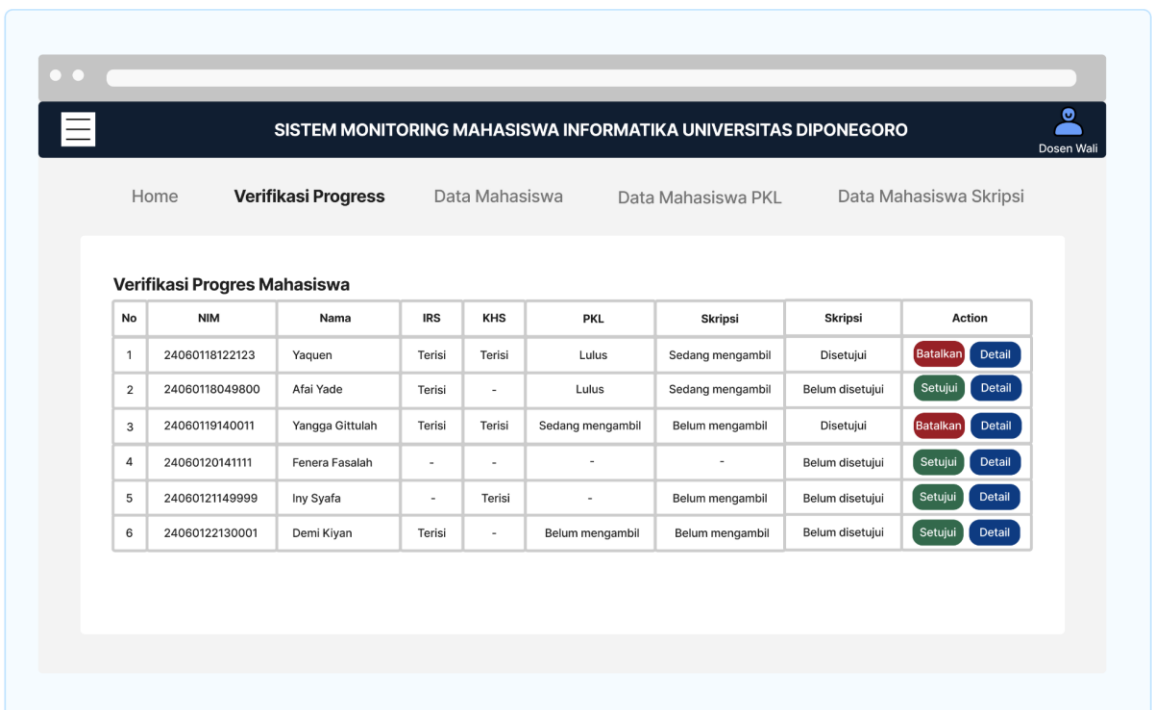 SISTEM MONITORING MAHASISWA INFORMATIKA UNIVERSITAS DIPONEGORO
Dosen Wali
Home Verifikasi Progress Data Mahasiswa Data Mahasiswa PKL Data Mahasiswa Skripsi
Verifikasi Progres Mahasiswa
No NIM Nama IRS KHS PKL Skripsi Skripsi Action
1 24060118122123 Yaquen Terisi Terisi Lulus Sedang mengambil Disetujui Batalkan Detail
2 24060118049800 Afai Yade Terisi - Lulus Sedang mengambil Belum disetujui Setujui Detail
3 24060119140011 Yangga Gittulah Terisi Terisi Sedang mengambil Belum mengambil Disetujui Batalkan Detail
4 24060120141111 Fenera Fasalah - - - - Belum disetujui Setujui Detail
5 24060121149999 Iny Syafa - Terisi - Belum mengambil Belum disetujui Setujui Detail
6 24060122130001 Demi Kiyan Terisi - Belum mengambil Belum mengambil Belum disetujui Setujui Detail